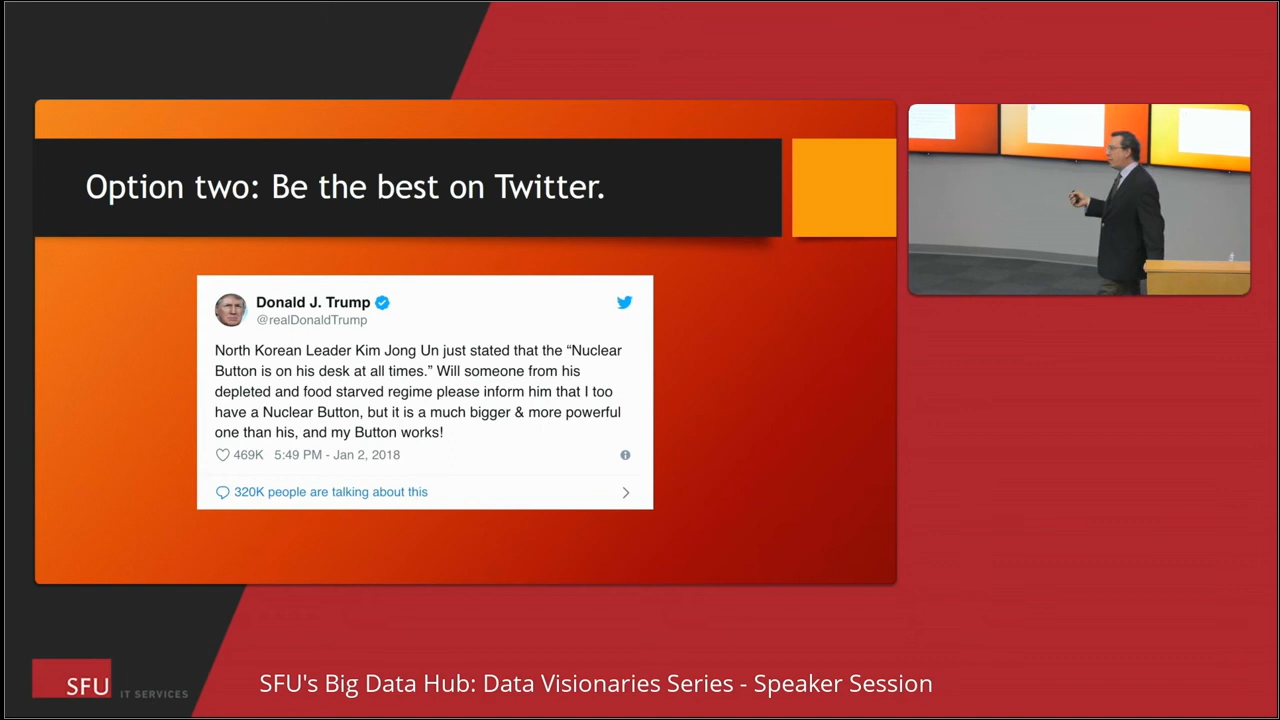 Option two: Be the best on Twitter.
Donald J. Trump
@realDonaldTrump
North Korean Leader Kim Jong Un just stated that the “Nuclear
Button is on his desk at all times.” Will someone from his
depleted and food starved regime please inform him that I too
have a Nuclear Button, but it is a much bigger & more powerful
one than his, and my Button works!
469K 5:49 PM - Jan 2, 2018
320K people are talking about this
SFU IT SERVICES
SFU's Big Data Hub: Data Visionaries Series - Speaker Session